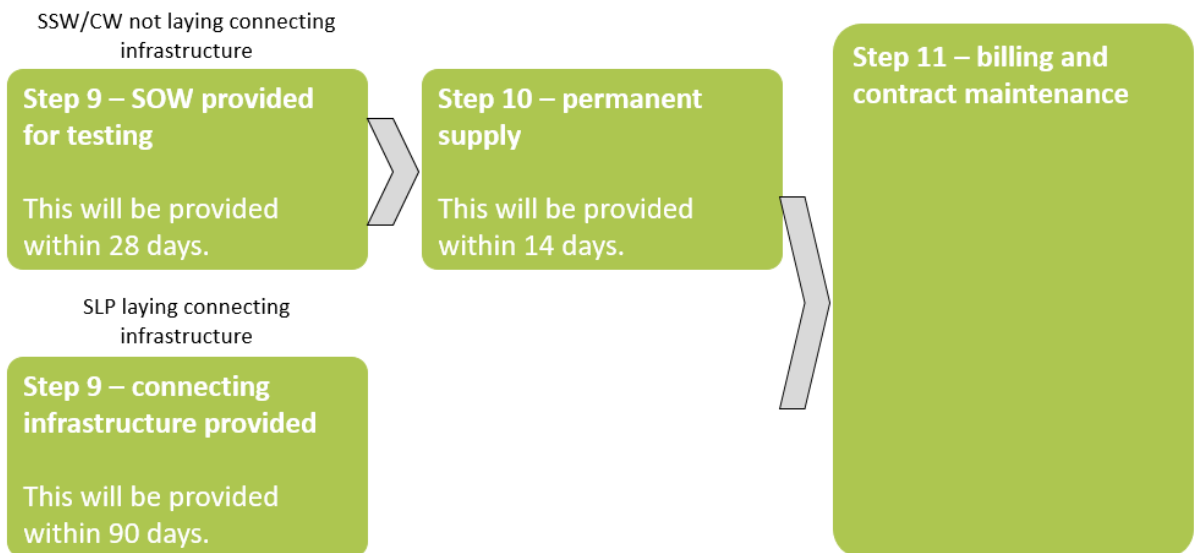 SSW/CW not laying connecting
infrastructure
Step 9 – SOW provided
for testing
This will be provided
within 28 days.
Step 10 – permanent
supply
This will be provided
within 14 days.
Step 11 – billing and
contract maintenance
SLP laying connecting
infrastructure
Step 9 – connecting
infrastructure provided
This will be provided
within 90 days.